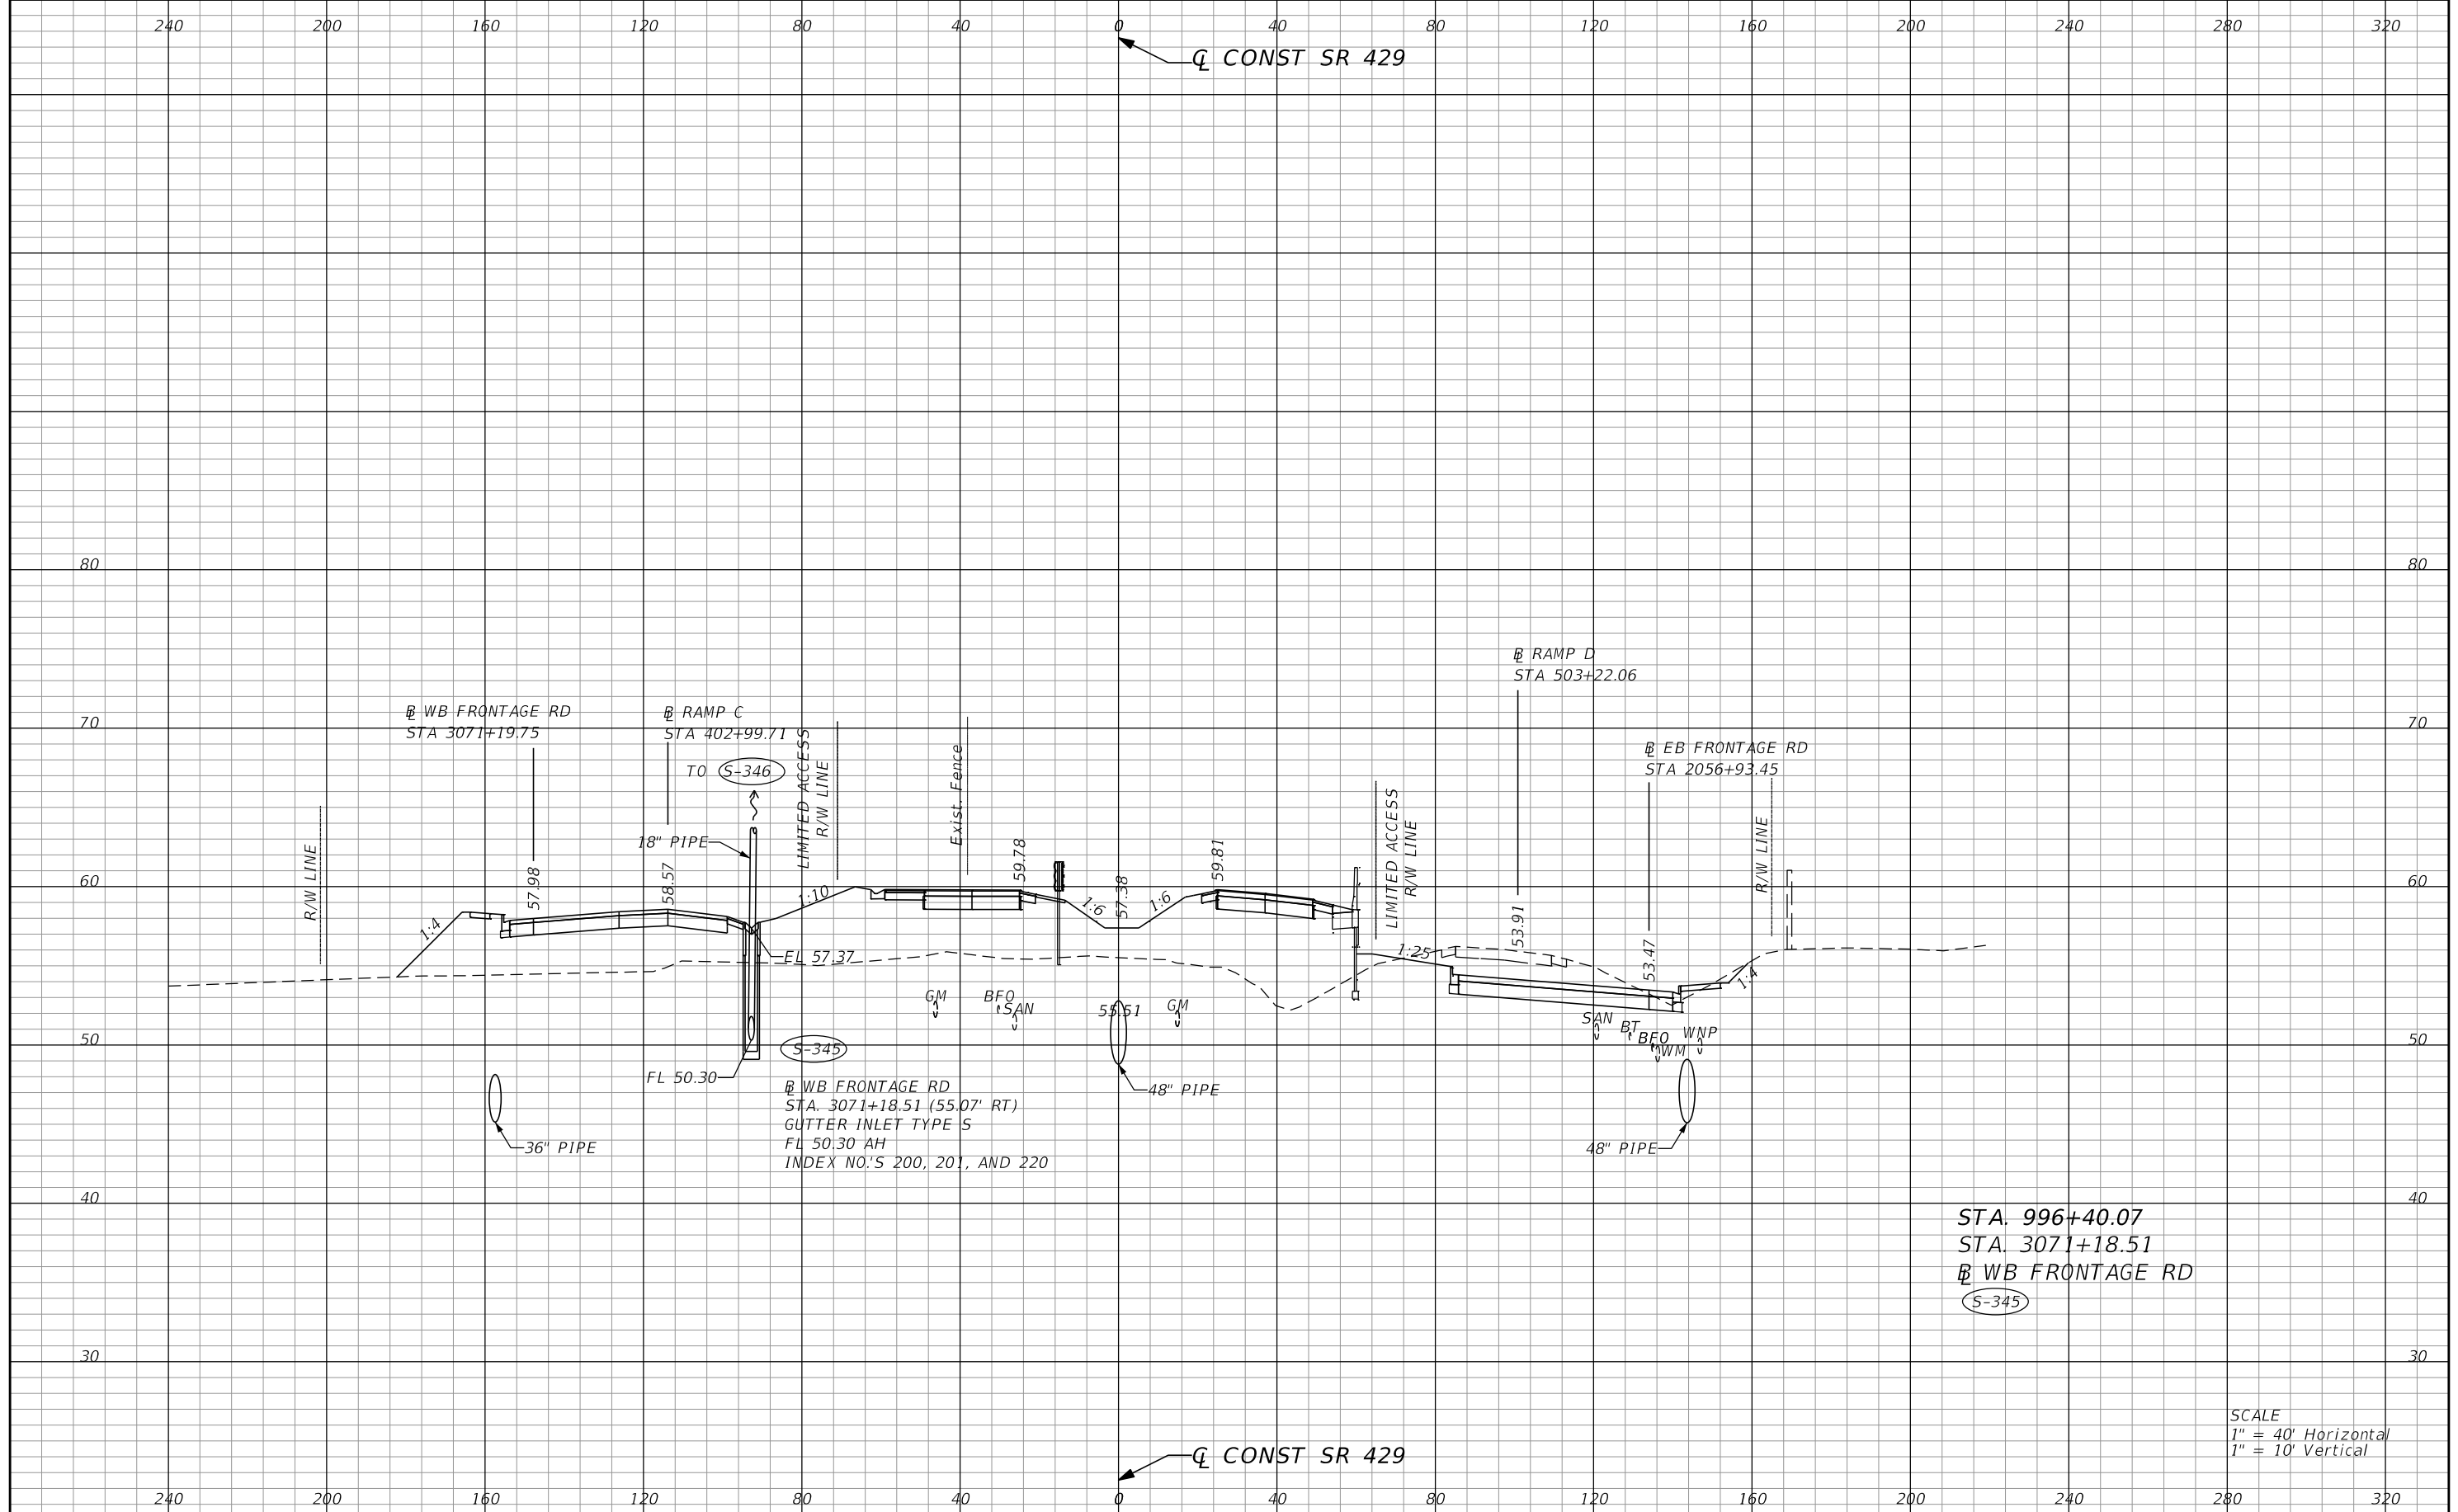 240 200 160 120 80 40 0 40 80 120 160 200 240 280 320
℄ CONST SR 429
80 80
℄ RAMP D
STA 503+22.06
70 70
BL WB FRONTAGE RD
STA 3071+19.75
BL RAMP C
STA 402+99.71
TO S-346
BL EB FRONTAGE RD
STA 2056+93.45
LIMITED ACCESS
R/W LINE
Exist. Fence
18" PIPE
R/W LINE
57.98
58.57
59.78
57.38
59.81
LIMITED ACCESS
R/W LINE
53.91
53.47
R/W LINE
60 60
1:4
1:10
1:6
1:6
1:25
1:4
EL 57.37
GM
BFO
SAN
55.51
GM
SAN
BT
BFO
WM
WNP
50 50
S-345
FL 50.30
36" PIPE
BL WB FRONTAGE RD
STA. 3071+18.51 (55.07' RT)
GUTTER INLET TYPE S
FL 50.30 AH
INDEX NO.'S 200, 201, AND 220
48" PIPE
48" PIPE
40 40
STA. 996+40.07
STA. 3071+18.51
BL WB FRONTAGE RD
S-345
30 30
SCALE
1" = 40' Horizontal
1" = 10' Vertical
℄ CONST SR 429
240 200 160 120 80 40 0 40 80 120 160 200 240 280 320